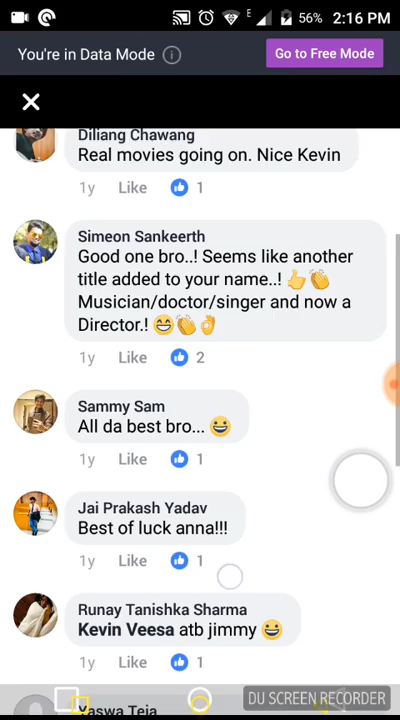 E
56%
2:16 PM
You're in Data Mode
Go to Free Mode
Diliang Chawang
Real movies going on. Nice Kevin
1y Like 1
Simeon Sankeerth
Good one bro..! Seems like another
title added to your name..! 👍👏
Musician/doctor/singer and now a
Director.! 😄👏👌
1y Like 2
Sammy Sam
All da best bro... 😀
1y Like 1
Jai Prakash Yadav
Best of luck anna!!!
1y Like 1
Runay Tanishka Sharma
Kevin Veesa atb jimmy 😀
1y Like 1
Yaswa Teja
DU SCREEN RECORDER